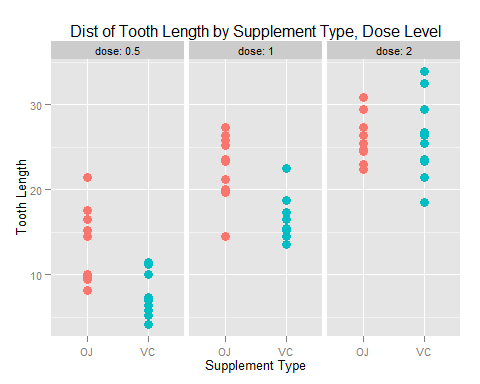 Dist of Tooth Length by Supplement Type, Dose Level
dose: 0.5
dose: 1
dose: 2
Tooth Length
30
20
10
OJ
VC
OJ
VC
OJ
VC
Supplement Type